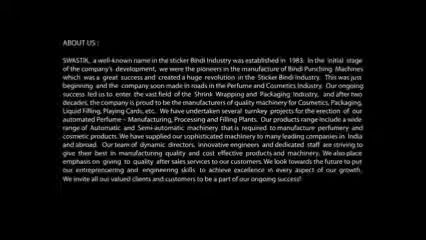 ABOUT US :
SWASTIK, a well-known name in the sticker Bindi Industry was established in 1983. In the initial stage
of the company's development, we were the pioneers in the manufacture of Bindi Punching Machines
which was a great success and created a huge revolution in the Sticker Bindi Industry. This was just
beginning and the company soon made in roads in the Perfume and Cosmetics Industry. Our ongoing
success led us to enter the vast field of the Shrink Wrapping and Packaging Industry, and after two
decades, the company is proud to be the manufacturers of quality machinery for Cosmetics, Packaging,
Liquid Filling, Playing Cards, etc. We have undertaken several turnkey projects for the erection of our
automated Perfume – Manufacturing, Processing and Filling Plants. Our products range include a wide
range of Automatic and Semi-automatic machinery that is required to manufacture perfumery and
cosmetic products. We have supplied our sophisticated machinery to many leading companies in India
and abroad. Our team of dynamic directors, innovative engineers and dedicated staff are striving to
give their best in manufacturing quality and cost effective products and machinery. We also place
emphasis on giving to quality after sales services to our customers. We look towards the future to put
our entreprenuering and engineering skills to achieve excellence in every aspect of our growth.
We invite all our valued clients and customers to be a part of our ongoing success!